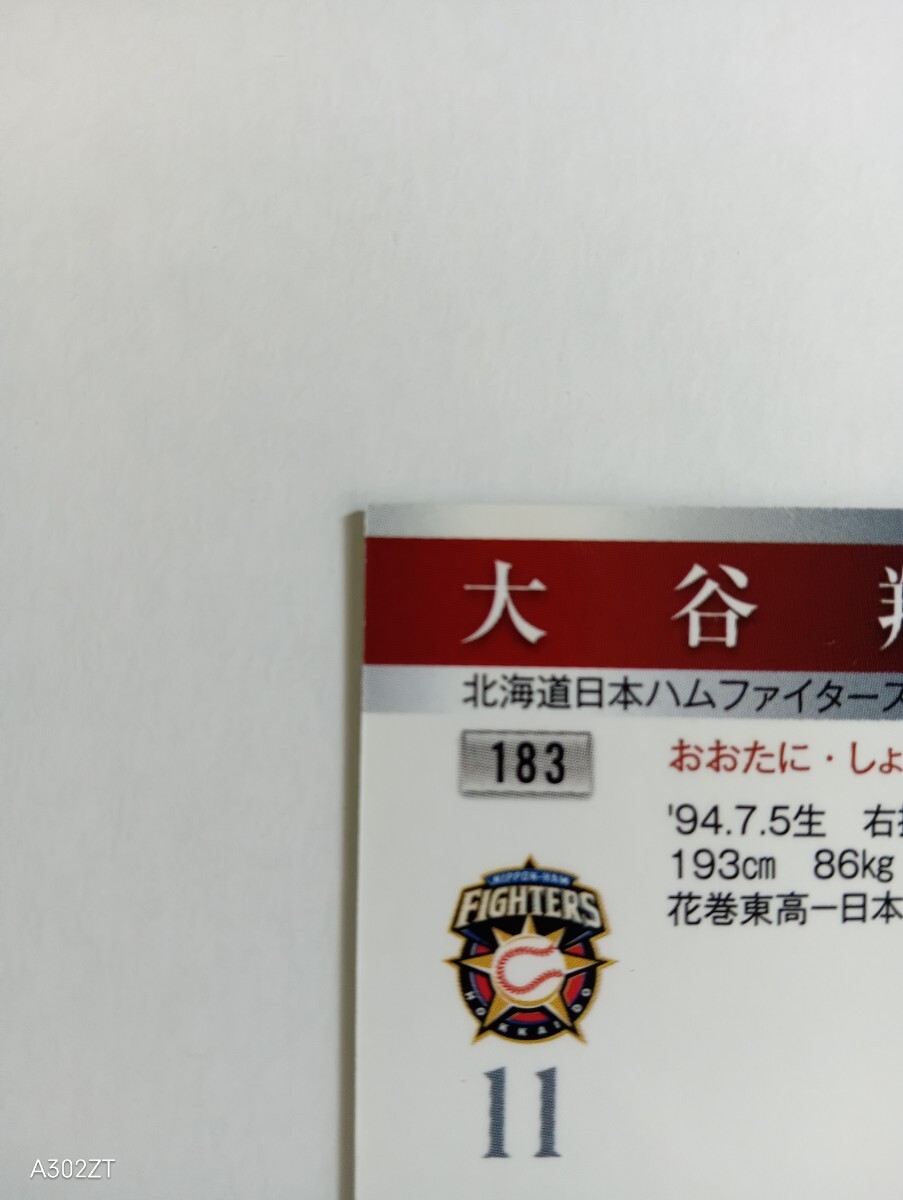 大谷
北海道日本ハムファイターズ
183
おおたに・しょ
'94.7.5生 右
193cm 86kg
花巻東高ー日本
NIPPON-HAM
FIGHTERS
HOKKAIDO
11
A302ZT